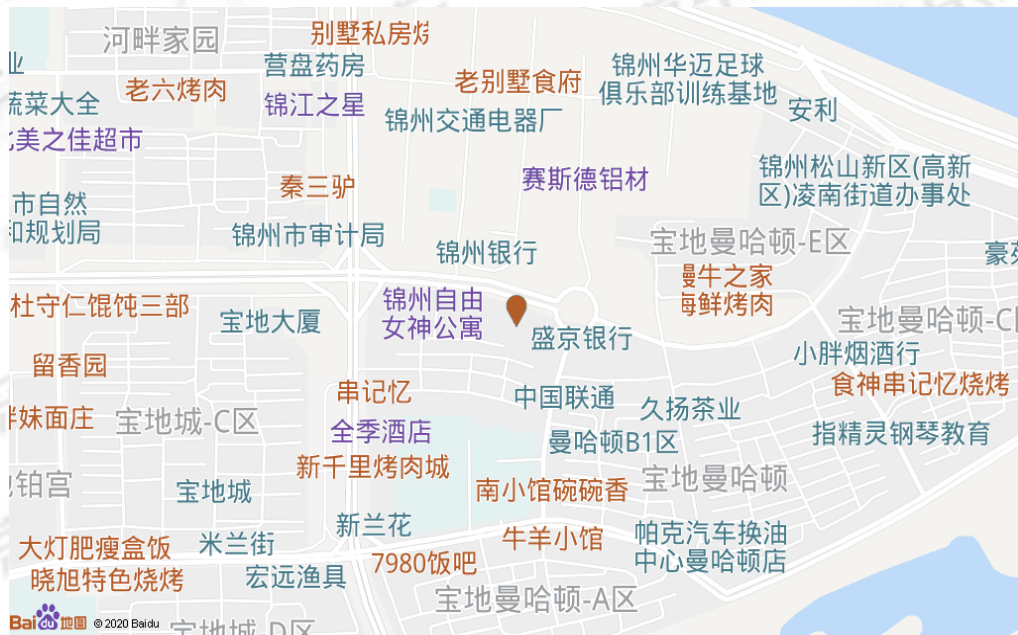 别墅私房
河畔家园
营盘药房
业
老六烤肉
老别墅食府
锦州华迈足球
俱乐部训练基地
蔬菜大全
锦江之星
锦州交通电器厂
安利
美之佳超市
赛斯德铝材
锦州松山新区(高新
区)凌南街道办事处
秦三驴
市自然
和规划局
锦州市审计局
锦州银行
宝地曼哈顿-E区
豪
慢牛之家
海鲜烤肉
杜守仁馄饨三部
宝地大厦
锦州自由
女神公寓
盛京银行
宝地曼哈顿-C
小胖烟酒行
留香园
串记忆
中国联通
久扬茶业
食神串记忆烧烤
胖妹面庄
宝地城-C区
全季酒店
曼哈顿B1区
指精灵钢琴教育
新千里烤肉城
铂宫
宝地城
南小馆碗碗香
宝地曼哈顿
新兰花
大灯肥瘦盒饭
米兰街
牛羊小馆
帕克汽车换油
中心曼哈顿店
晓旭特色烧烤
宏远渔具
7980饭吧
宝地曼哈顿-A区
Bai du 地图 © 2020 Baidu
宝地城-D区